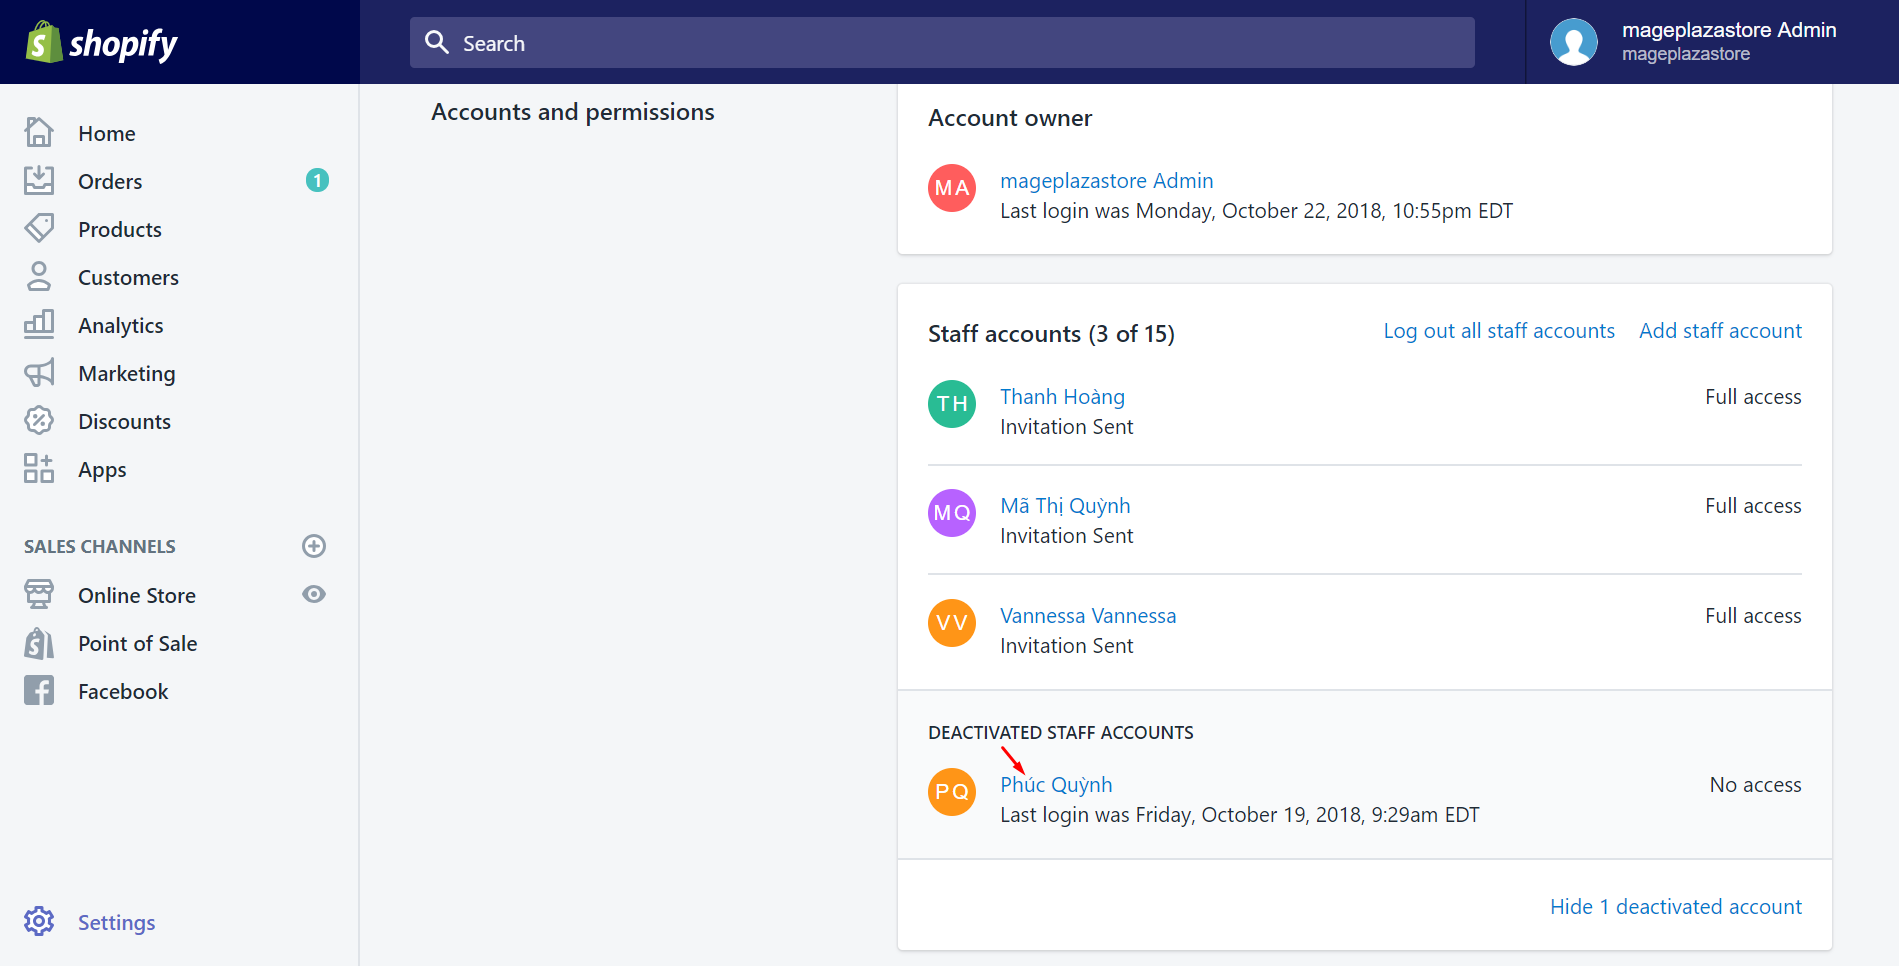 shopify
Search
mageplazastore Admin
mageplazastore
Home
Orders
1
Products
Customers
Analytics
Marketing
Discounts
Apps
SALES CHANNELS
Online Store
Point of Sale
Facebook
Settings
Accounts and permissions
Account owner
MA
mageplazastore Admin
Last login was Monday, October 22, 2018, 10:55pm EDT
Staff accounts (3 of 15)
Log out all staff accounts
Add staff account
TH
Thanh Hoàng
Full access
Invitation Sent
MQ
Mã Thị Quỳnh
Full access
Invitation Sent
VV
Vannessa Vannessa
Full access
Invitation Sent
DEACTIVATED STAFF ACCOUNTS
PQ
Phúc Quỳnh
No access
Last login was Friday, October 19, 2018, 9:29am EDT
Hide 1 deactivated account